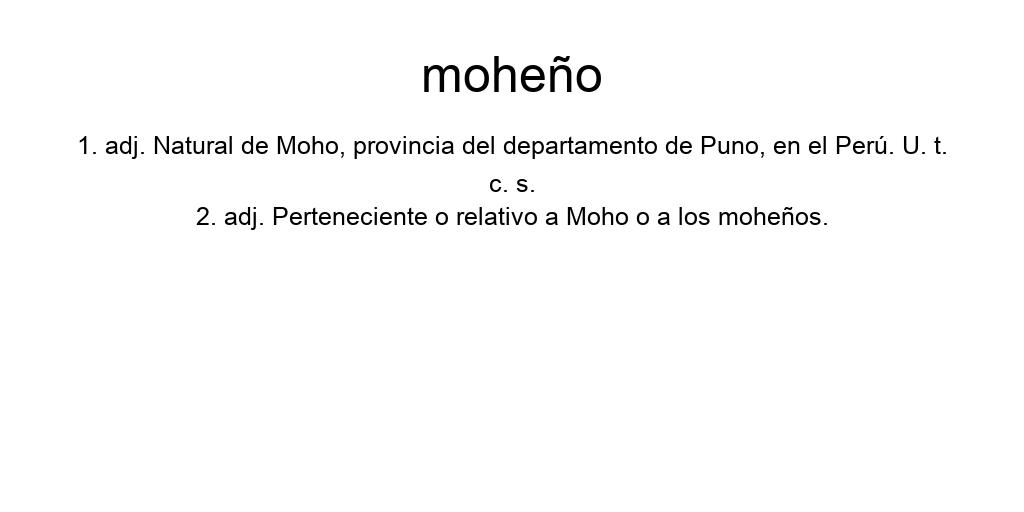 moheño
1. adj. Natural de Moho, provincia del departamento de Puno, en el Perú. U. t.
c. s.
2. adj. Perteneciente o relativo a Moho o a los moheños.